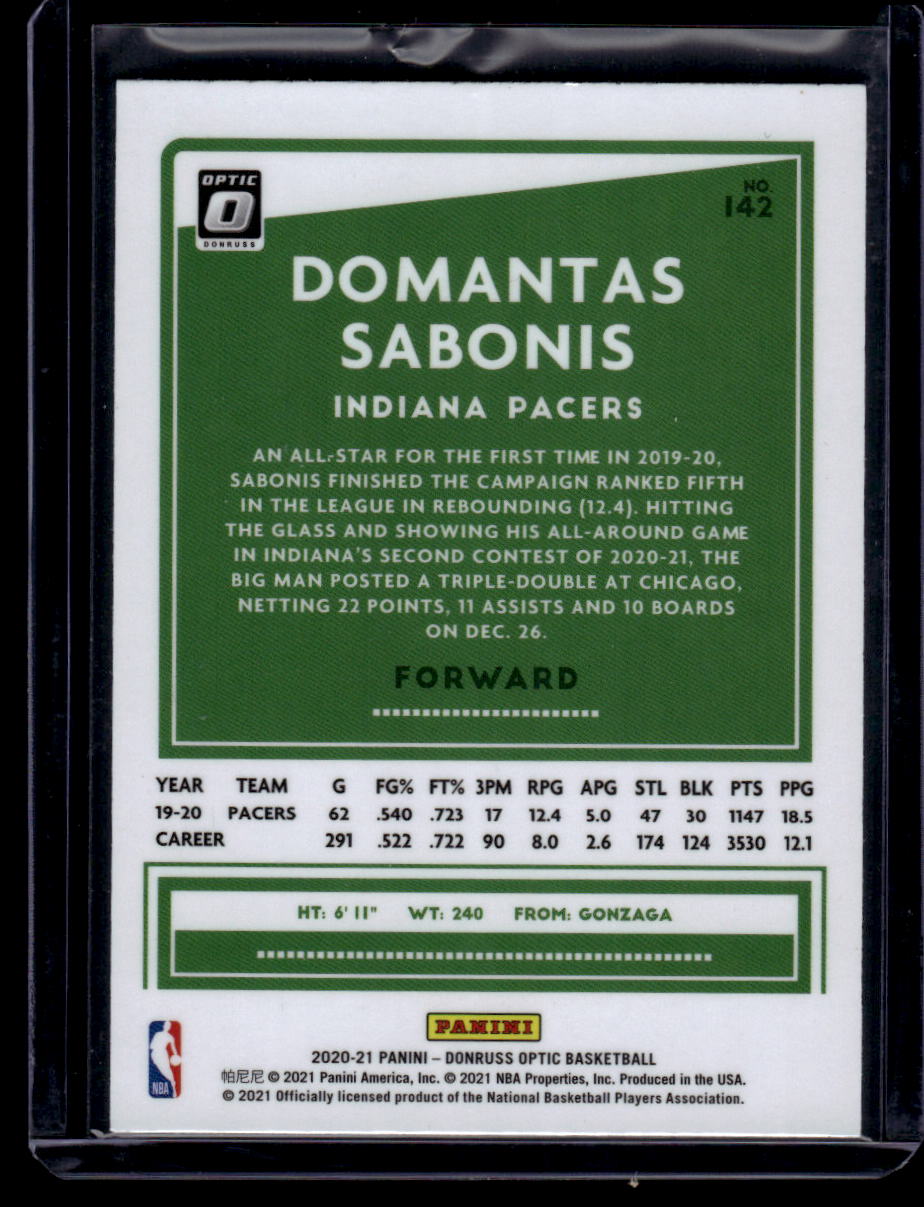 OPTIC
O
DONRUSS
NO.
142
DOMANTAS
SABONIS
INDIANA PACERS
AN ALL-STAR FOR THE FIRST TIME IN 2019-20,
SABONIS FINISHED THE CAMPAIGN RANKED FIFTH
IN THE LEAGUE IN REBOUNDING (12.4). HITTING
THE GLASS AND SHOWING HIS ALL-AROUND GAME
IN INDIANA'S SECOND CONTEST OF 2020-21, THE
BIG MAN POSTED A TRIPLE-DOUBLE AT CHICAGO,
NETTING 22 POINTS, 11 ASSISTS AND 10 BOARDS
ON DEC. 26.
FORWARD
YEAR TEAM G FG% FT% 3PM RPG APG STL BLK PTS PPG
19-20 PACERS 62 .540 .723 17 12.4 5.0 47 30 1147 18.5
CAREER 291 .522 .722 90 8.0 2.6 174 124 3530 12.1
HT: 6' 11" WT: 240 FROM: GONZAGA
PANINI
NBA
2020-21 PANINI – DONRUSS OPTIC BASKETBALL
帕尼尼 © 2021 Panini America, Inc. © 2021 NBA Properties, Inc. Produced in the USA.
© 2021 Officially licensed product of the National Basketball Players Association.